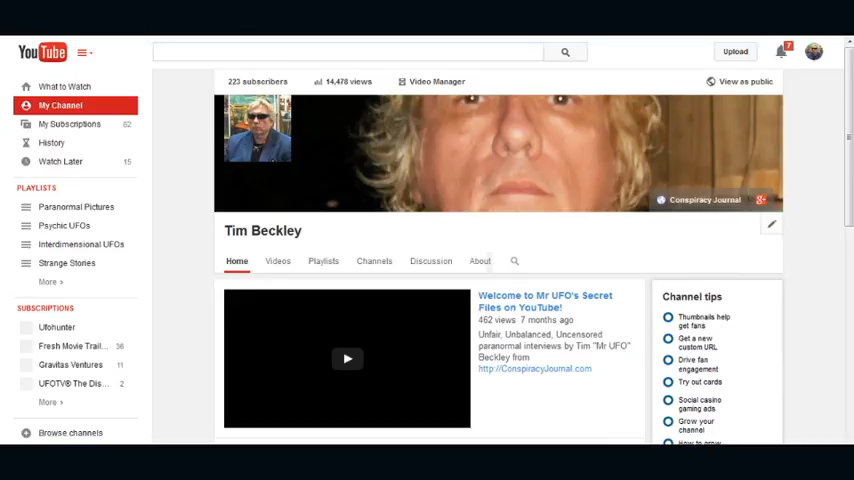 YouTube
Upload
7
223 subscribers
14,478 views
Video Manager
View as public
What to Watch
My Channel
My Subscriptions 62
History
Watch Later 15
PLAYLISTS
Paranormal Pictures
Psychic UFOs
Interdimensional UFOs
Strange Stories
More >
SUBSCRIPTIONS
Ufohunter
Fresh Movie Trail... 36
Gravitas Ventures 11
UFOTV® The Dis... 2
More >
Browse channels
Conspiracy Journal
g+
Tim Beckley
Home Videos Playlists Channels Discussion About
Welcome to Mr UFO's Secret
Files on YouTube!
462 views 7 months ago
Unfair, Unbalanced, Uncensored
paranormal interviews by Tim "Mr UFO"
Beckley from
http://ConspiracyJournal.com
Channel tips
Thumbnails help
get fans
Get a new
custom URL
Drive fan
engagement
Try out cards
Social casino
gaming ads
Grow your
channel